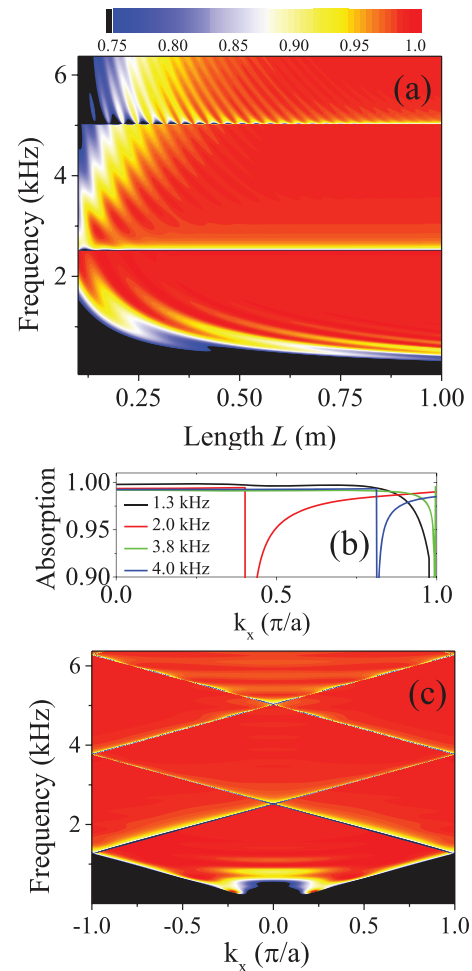 0.75 0.80 0.85 0.90 0.95 1.0
(a)
6
4
2
Frequency (kHz)
0.25 0.50 0.75 1.00
Length L (m)
1.00
0.95
0.90
Absorption
1.3 kHz
2.0 kHz
3.8 kHz
4.0 kHz
(b)
0.0 0.5 1.0
kₓ (π/a)
(c)
6
4
2
Frequency (kHz)
-1.0 -0.5 0.0 0.5 1.0
kₓ (π/a)